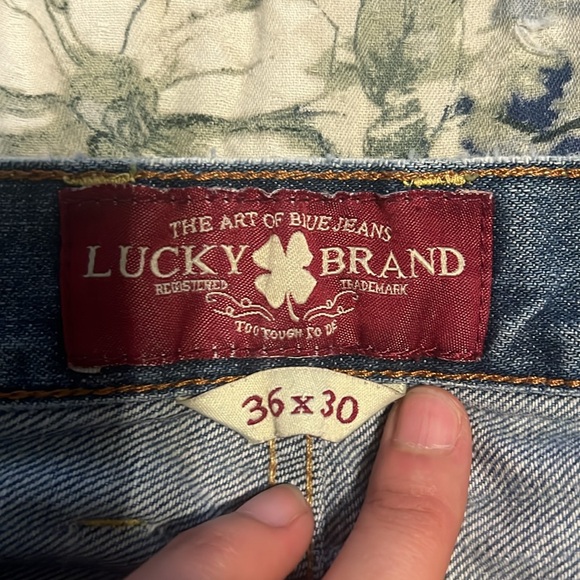 THE ART OF BLUE JEANS
LUCKY BRAND
REGISTERED TRADEMARK
TOO TOUGH TO DIE
36 x 30